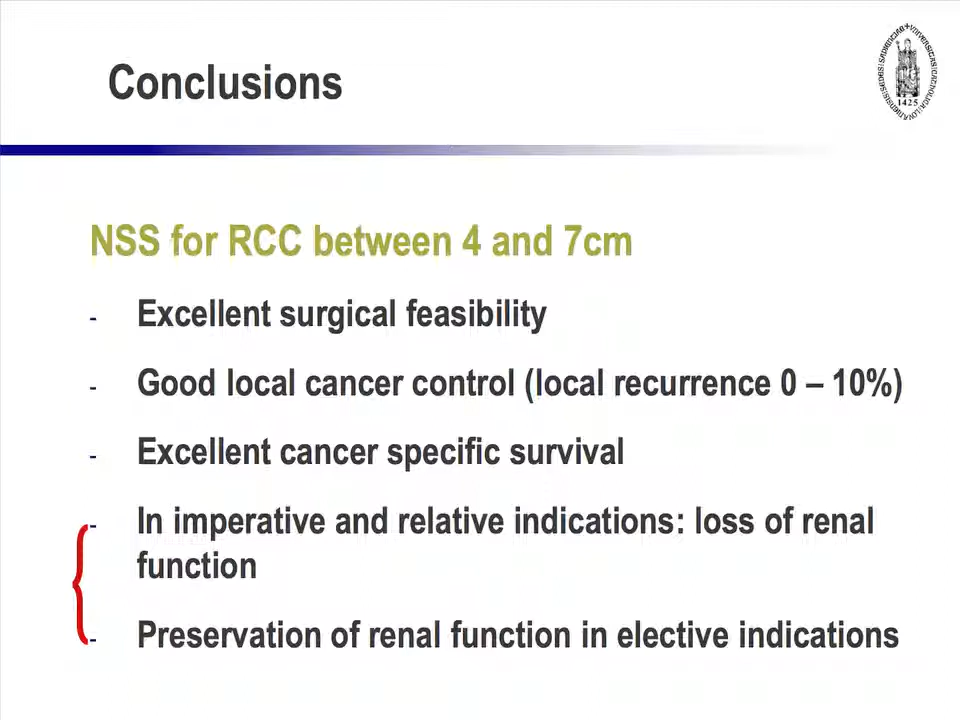 Conclusions
1425
NSS for RCC between 4 and 7cm
- Excellent surgical feasibility
- Good local cancer control (local recurrence 0 – 10%)
- Excellent cancer specific survival
- In imperative and relative indications: loss of renal
function
- Preservation of renal function in elective indications